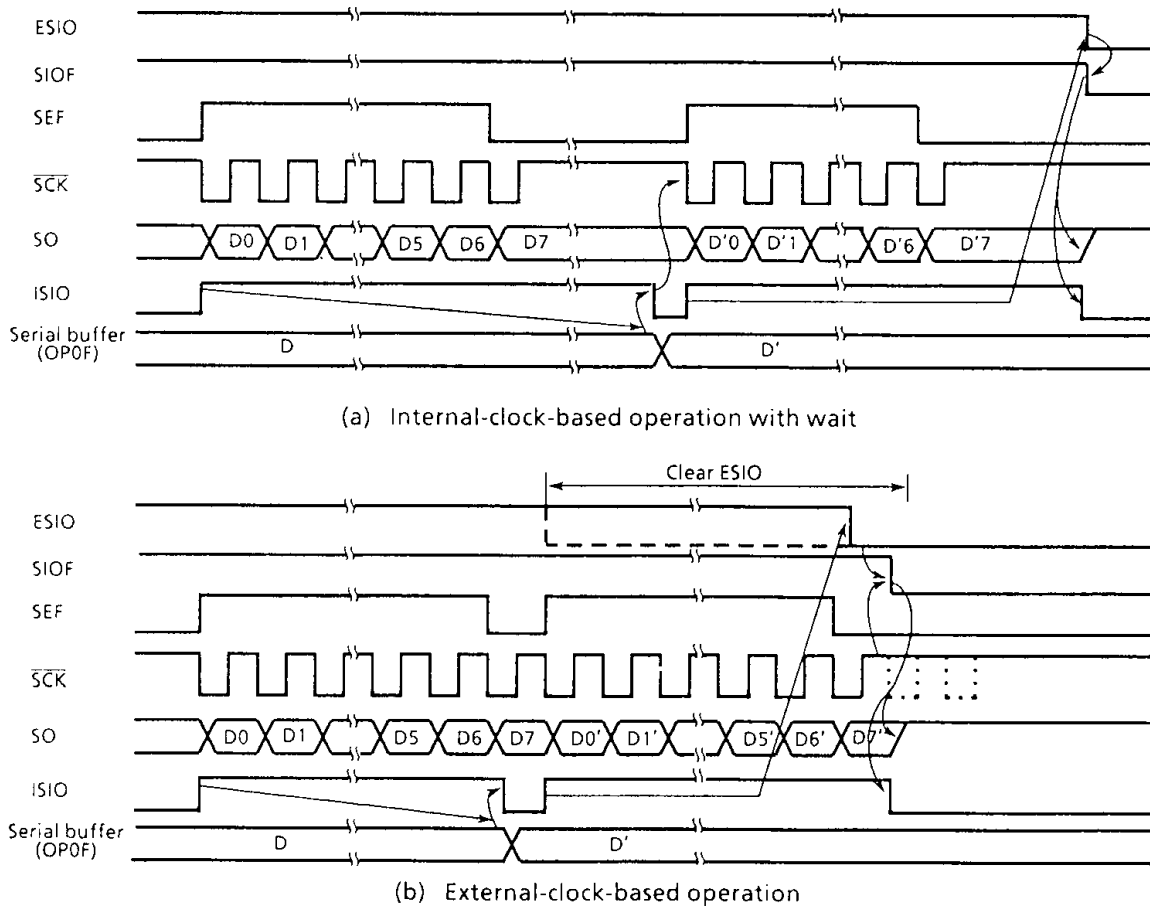 ESIO
SIOF
SEF
SCK
SO D0 D1 D5 D6 D7 D'0 D'1 D'6 D'7
ISIO
Serial buffer
(OP0F) D D'
(a) Internal-clock-based operation with wait
Clear ESIO
ESIO
SIOF
SEF
SCK
SO D0 D1 D5 D6 D7 D0' D1' D5' D6' D7'
ISIO
Serial buffer
(OP0F) D D'
(b) External-clock-based operation